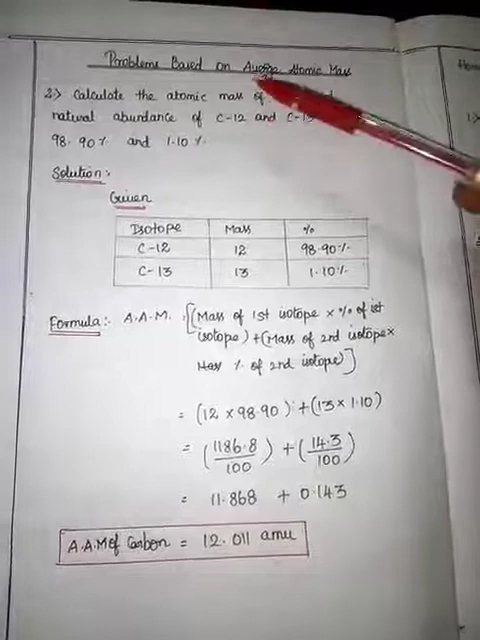 Problems Based on Average Atomic Mass
2.) Calculate the atomic mass of
natural abundance of C-12 and C-13
98.90% and 1.10%.
Solution:
Given
Isotope Mass %
C-12 12 98.90%
C-13 13 1.10%
Formula: A.A.M. : [(Mass of 1st isotope x % of 1st
isotope) + (Mass of 2nd isotope x
% of 2nd isotope)]
= (12 x 98.90) + (13 x 1.10)
= (1186.8/100) + (14.3/100)
= 11.868 + 0.143
A.A.M of Carbon = 12.011 amu